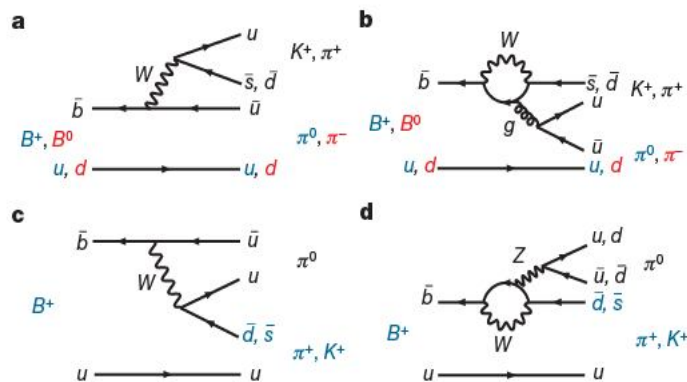 a
u
K⁺, π⁺
W
s̄, d̄
b̄
ū
B⁺, B⁰
π⁰, π⁻
u, d
u, d
b
W
b̄
s̄, d̄
K⁺, π⁺
u
B⁺, B⁰
g
ū
π⁰, π⁻
u, d
u, d
c
b̄
ū
π⁰
W
u
B⁺
d̄, s̄
π⁺, K⁺
u
u
d
u, d
Z
π⁰
ū, d̄
b̄
d̄, s̄
B⁺
W
π⁺, K⁺
u
u